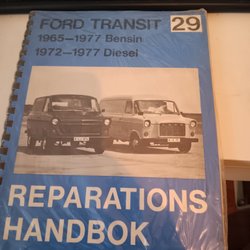 FORD TRANSIT 29
1965-1977 Bensin
1972-1977 Diesel
REPARATIONS
HANDBOK